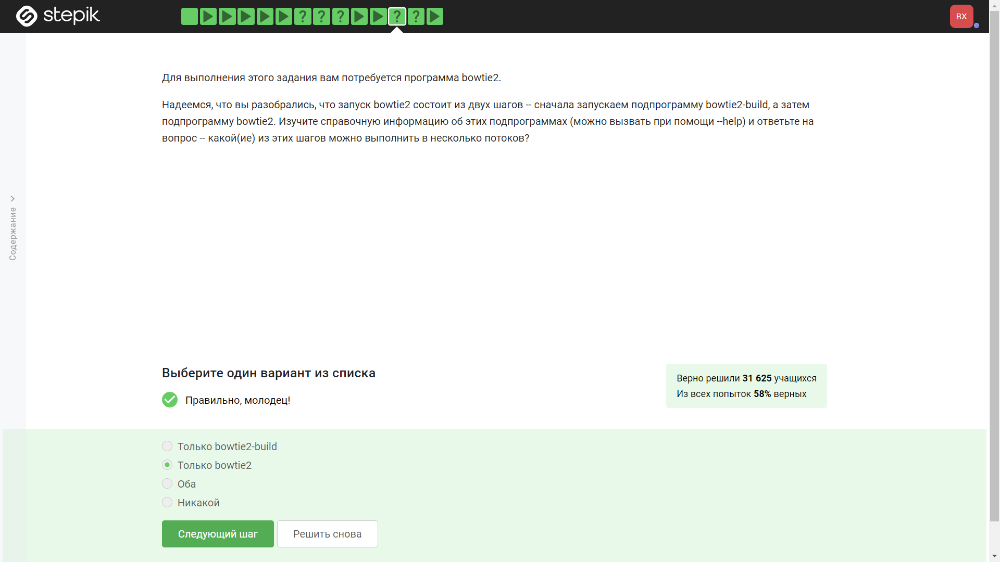 stepik
? ? ? ? ?
BX
Для выполнения этого задания вам потребуется программа bowtie2.
Надеемся, что вы разобрались, что запуск bowtie2 состоит из двух шагов -- сначала запускаем подпрограмму bowtie2-build, а затем
подпрограмму bowtie2. Изучите справочную информацию об этих подпрограммах (можно вызвать при помощи --help) и ответьте на
вопрос -- какой(ие) из этих шагов можно выполнить в несколько потоков?
Содержание
Выберите один вариант из списка
Верно решили 31 625 учащихся
Из всех попыток 58% верных
Правильно, молодец!
Только bowtie2-build
Только bowtie2
Оба
Никакой
Следующий шаг
Решить снова